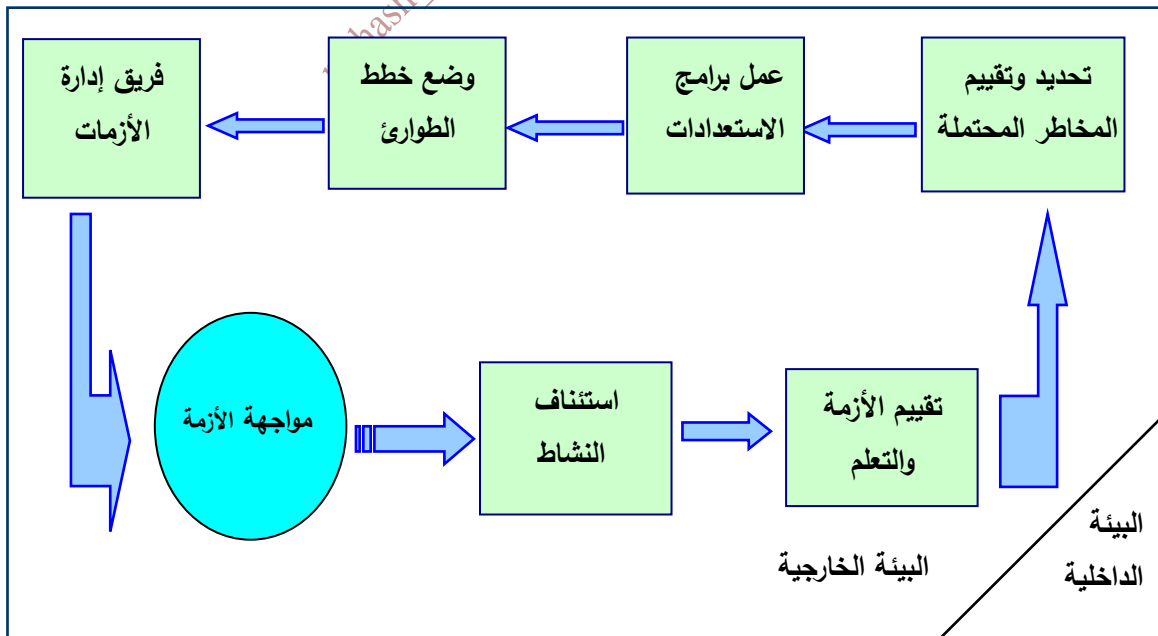 تحديد وتقييم
المخاطر المحتملة
عمل برامج
الاستعدادات
وضع خطط
الطوارئ
فريق إدارة
الأزمات
مواجهة الأزمة
استئناف
النشاط
تقييم الأزمة
والتعلم
البيئة
الداخلية
البيئة الخارجية